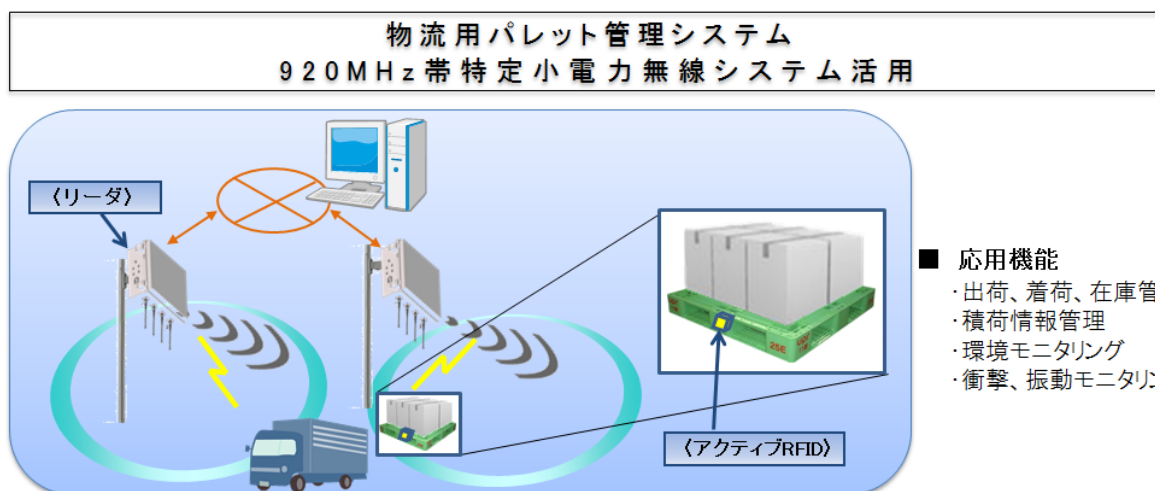 物流用パレット管理システム
920MHz帯特定小電力無線システム活用
〈リーダ〉
〈アクティブRFID〉
■ 応用機能
・出荷、着荷、在庫管
・積荷情報管理
・環境モニタリング
・衝撃、振動モニタリン